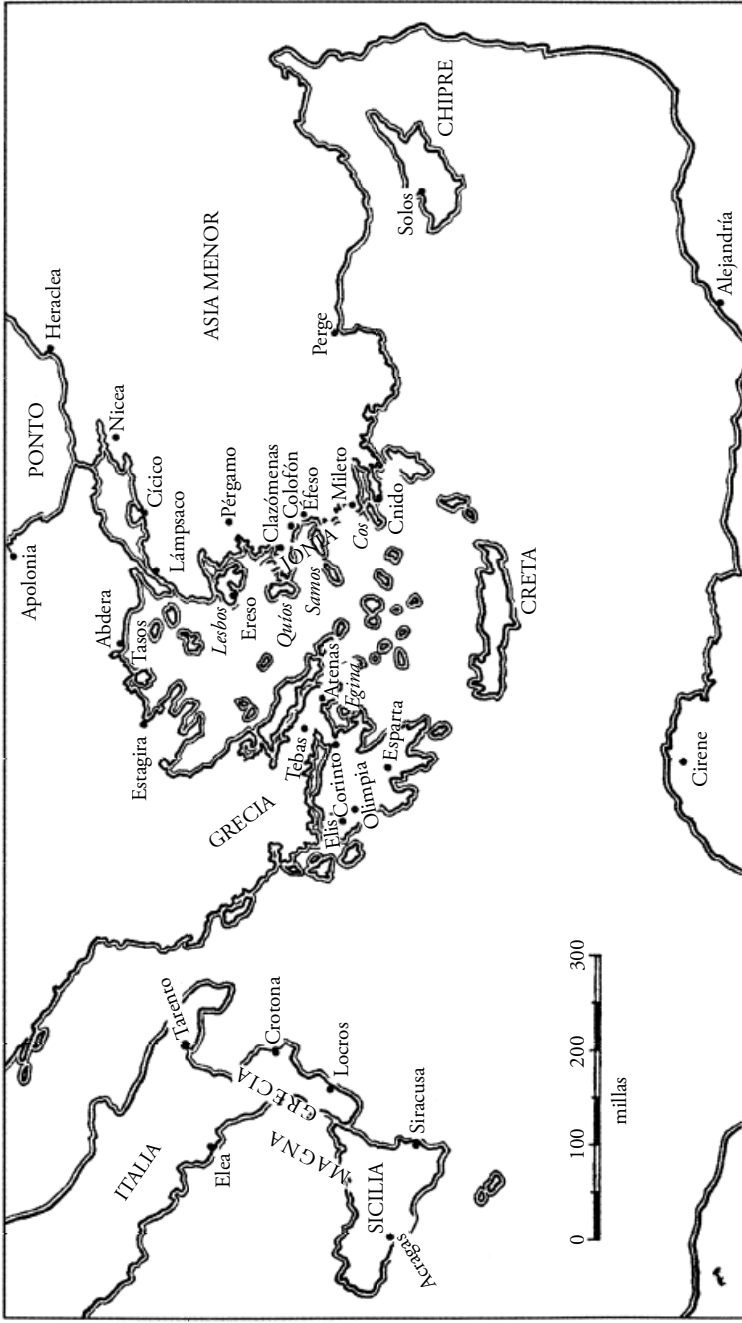 Apolonia
PONTO
Heraclea
Abdera
Tasos
Nicea
Cícico
Lámpsaco
Estagira
ITALIA
Tarento
Elea
Crotona
MAGNA GRECIA
Locros
SICILIA
Acragas
Siracusa
GRECIA
Lesbos
Ereso
Pérgamo
ASIA MENOR
Quíos
JONIA
Clazómenas
Colofón
Éfeso
Samos
Mileto
Tebas
Atenas
Egina
Elis
Corinto
Olimpia
Esparta
Cos
Cnido
Perge
CHIPRE
Solos
CRETA
Cirene
Alejandría
0 100 200 300
millas